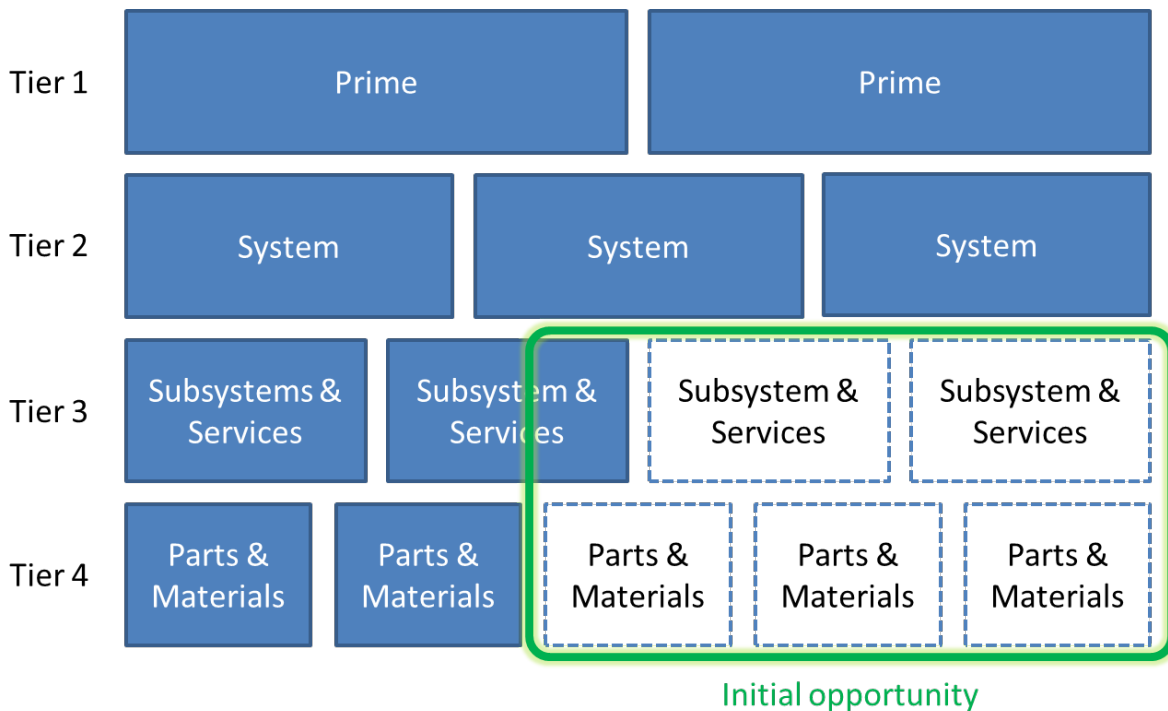 Tier 1
Prime
Prime
Tier 2
System
System
System
Tier 3
Subsystems &
Services
Subsystem &
Services
Subsystem &
Services
Subsystem &
Services
Tier 4
Parts &
Materials
Parts &
Materials
Parts &
Materials
Parts &
Materials
Parts &
Materials
Initial opportunity